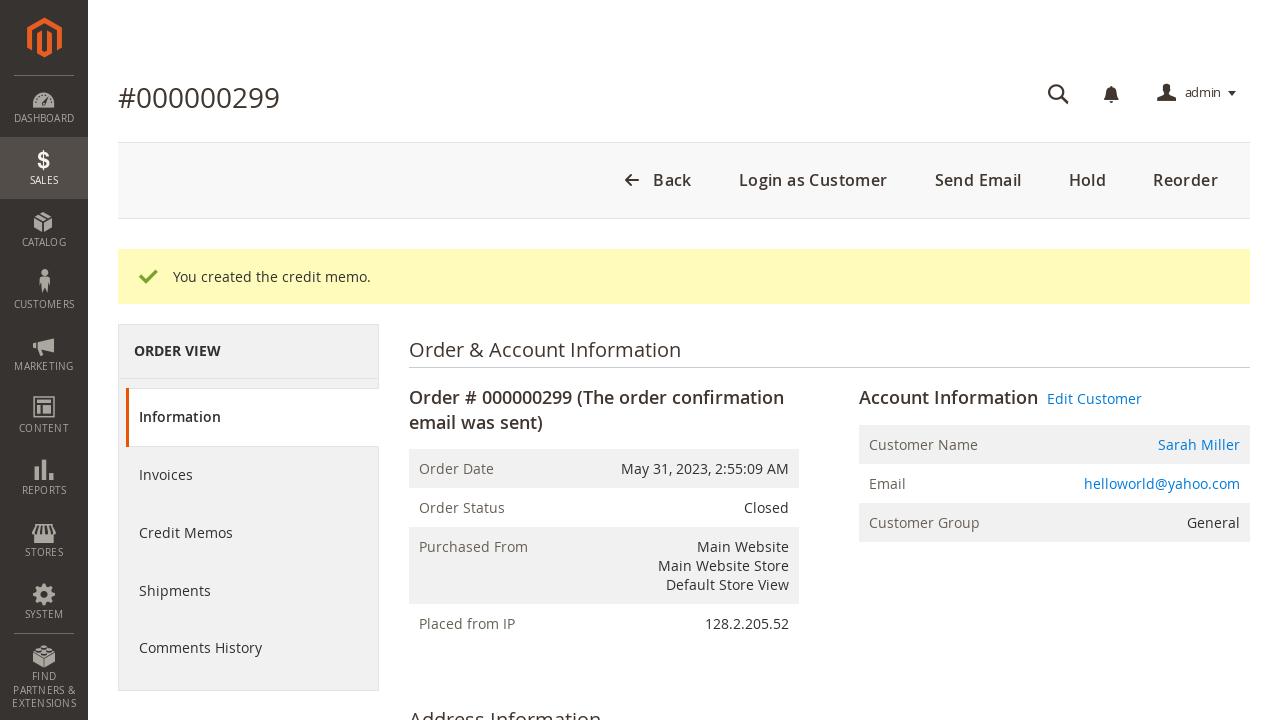 #000000299
admin
DASHBOARD
SALES
CATALOG
CUSTOMERS
MARKETING
CONTENT
REPORTS
STORES
SYSTEM
FIND
PARTNERS &
EXTENSIONS
Back
Login as Customer
Send Email
Hold
Reorder
You created the credit memo.
ORDER VIEW
Information
Invoices
Credit Memos
Shipments
Comments History
Order & Account Information
Order # 000000299 (The order confirmation
email was sent)
Order Date May 31, 2023, 2:55:09 AM
Order Status Closed
Purchased From Main Website
Main Website Store
Default Store View
Placed from IP 128.2.205.52
Account Information Edit Customer
Customer Name Sarah Miller
Email helloworld@yahoo.com
Customer Group General
Address Information